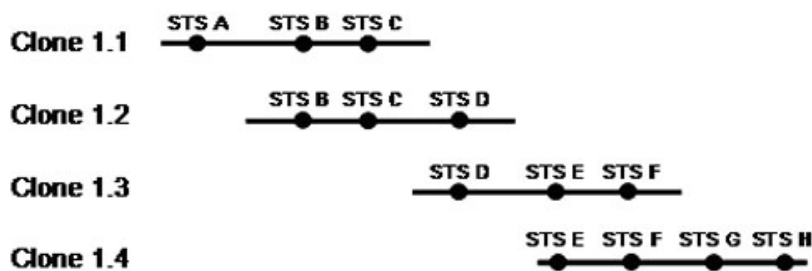 STS A STS B STS C
Clone 1.1
STS B STS C STS D
Clone 1.2
STS D STS E STS F
Clone 1.3
STS E STS F STS G STS H
Clone 1.4